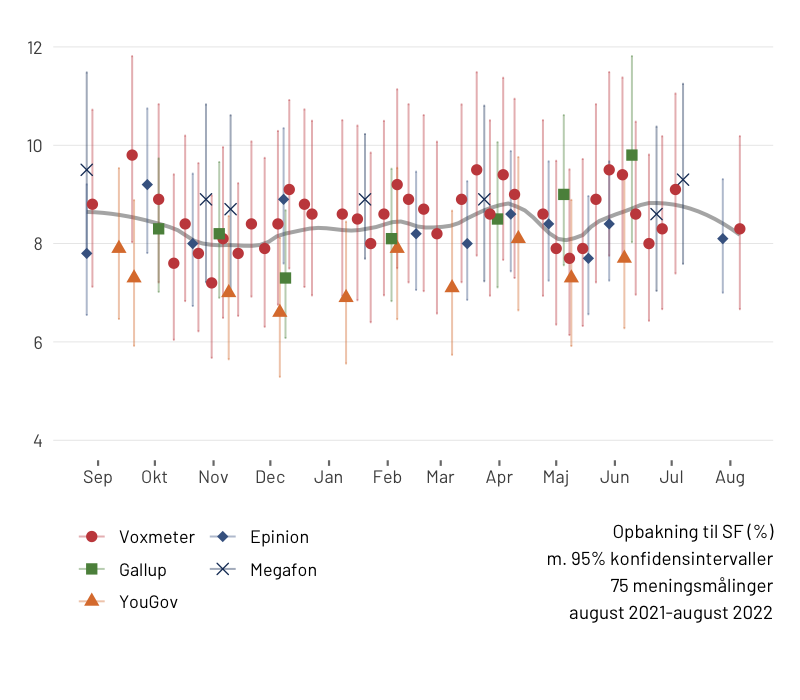 12
10
8
6
4
Sep Okt Nov Dec Jan Feb Mar Apr Maj Jun Jul Aug
Voxmeter Epinion
Gallup Megafon
YouGov
Opbakning til SF (%)
m. 95% konfidensintervaller
75 meningsmålinger
august 2021-august 2022